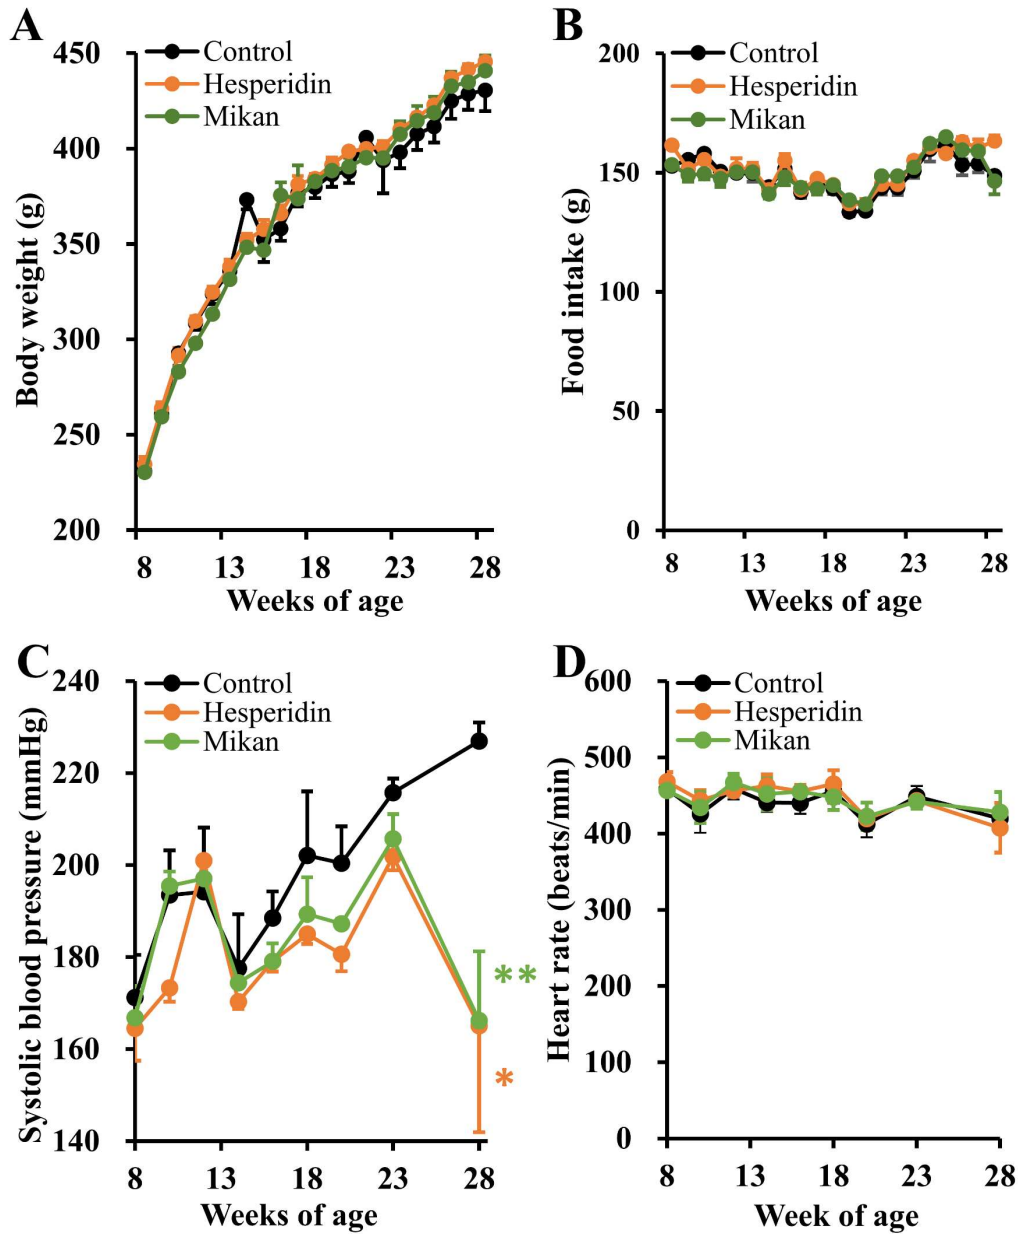 A
Control
Hesperidin
Mikan
450
400
350
300
250
200
8 13 18 23 28
Weeks of age
Body weight (g)
B
Control
Hesperidin
Mikan
200
150
100
50
0
8 13 18 23 28
Weeks of age
Food intake (g)
C
Control
Hesperidin
Mikan
240
220
200
180
160
140
**
*
8 13 18 23 28
Weeks of age
Systolic blood pressure (mmHg)
D
Control
Hesperidin
Mikan
600
500
400
300
200
100
0
8 13 18 23 28
Week of age
Heart rate (beats/min)